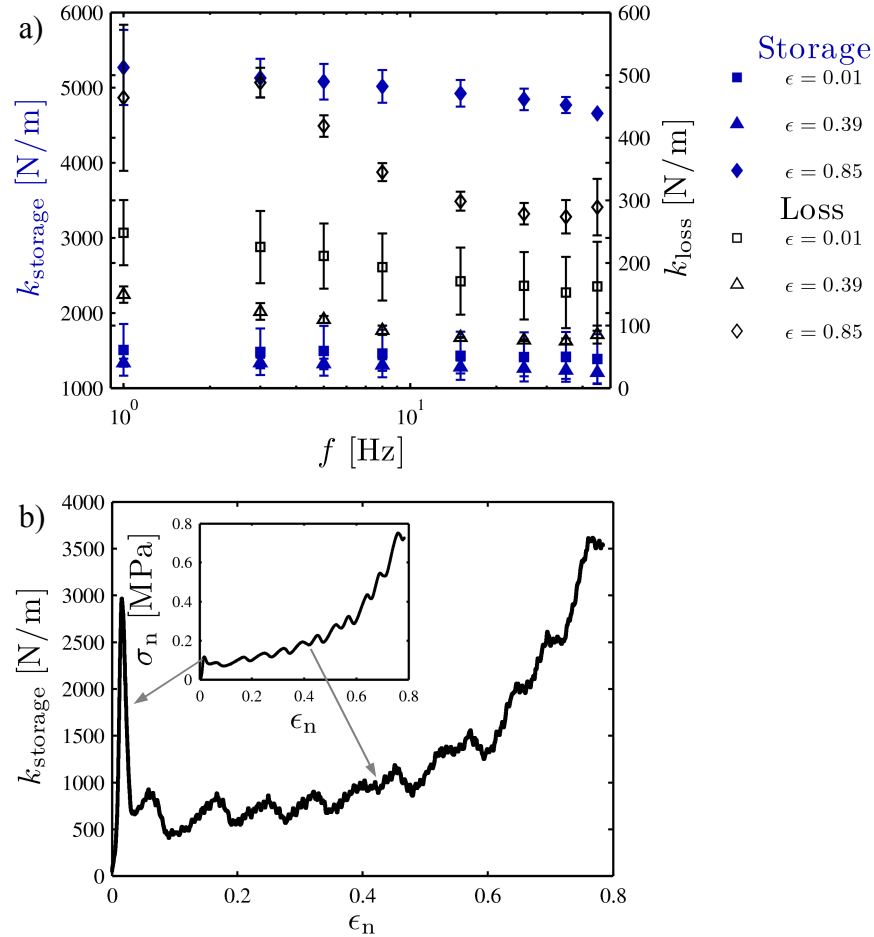 a)
6000
5000
4000
3000
2000
1000
k_storage [N/m]
600
500
400
300
200
100
0
k_loss [N/m]
10^0
10^1
f [Hz]
Storage
ϵ = 0.01
ϵ = 0.39
ϵ = 0.85
Loss
ϵ = 0.01
ϵ = 0.39
ϵ = 0.85
b)
4000
3500
3000
2500
2000
1500
1000
500
0
k_storage [N/m]
0
0.2
0.4
0.6
0.8
ϵ_n
0.8
0.6
0.4
0.2
0
σ_n [MPa]
0
0.2
0.4
0.6
0.8
ϵ_n